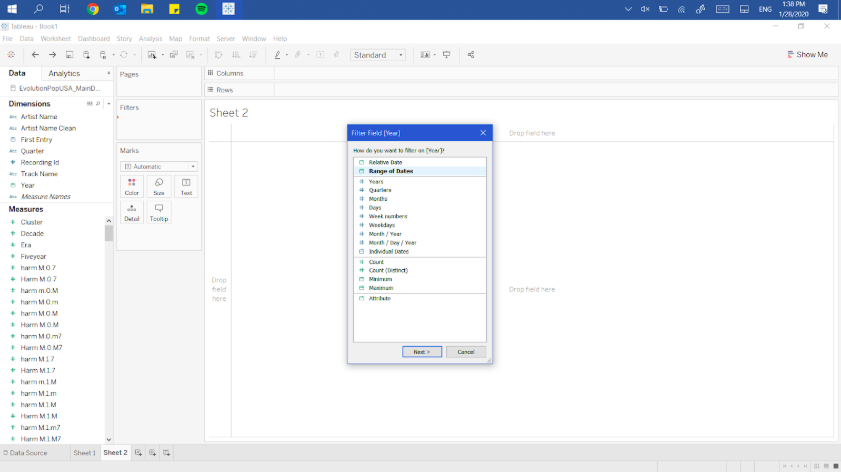 ENG
1:38 PM
1/28/2020
Tableau - Book1
File Data Worksheet Dashboard Story Analysis Map Format Server Window Help
Standard
Show Me
Data Analytics
EvolutionPopUSA_MainD...
Dimensions
Abc Artist Name
Abc Artist Name Clean
First Entry
Abc Quarter
Recording Id
Abc Track Name
Year
Abc Measure Names
Measures
Cluster
Decade
Era
Fiveyear
harm M.0.7
Harm M.0.7
harm m.0.M
harm M.0.m
harm M.0.M
Harm M.0.M
harm M.0.m7
Harm M.0.M7
harm M.1.7
Harm M.1.7
harm m.1.M
harm M.1.m
harm M.1.M
Harm M.1.M
harm M.1.m7
Harm M.1.M7
Pages
Filters
Marks
Automatic
Color Size Text
Detail Tooltip
Columns
Rows
Sheet 2
Drop field here
Drop
field
here
Drop field here
Filter Field [Year]
How do you want to filter on [Year]?
Relative Date
Range of Dates
Years
Quarters
Months
Days
Week numbers
Weekdays
Month / Year
Month / Day / Year
Individual Dates
Count
Count (Distinct)
Minimum
Maximum
Attribute
Next >
Cancel
Data Source Sheet 1 Sheet 2